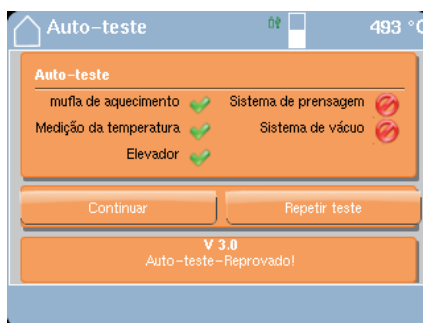 Auto-teste
493 °C
Auto-teste
mufla de aquecimento
Sistema de prensagem
Medição da temperatura
Sistema de vácuo
Elevador
Continuar
Repetir teste
V 3.0
Auto-teste-Reprovado!